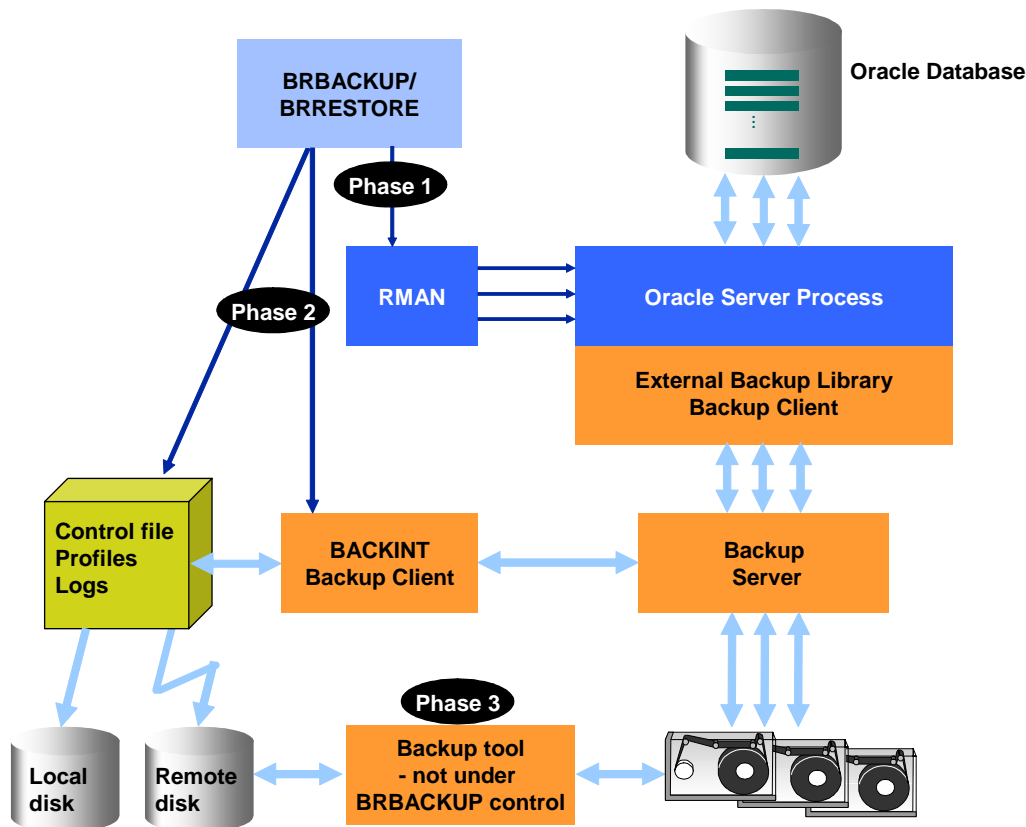 BRBACKUP/
BRRESTORE
Oracle Database
Phase 1
RMAN
Oracle Server Process
Phase 2
External Backup Library
Backup Client
Control file
Profiles
Logs
BACKINT
Backup Client
Backup
Server
Phase 3
Local
disk
Remote
disk
Backup tool
- not under
BRBACKUP control